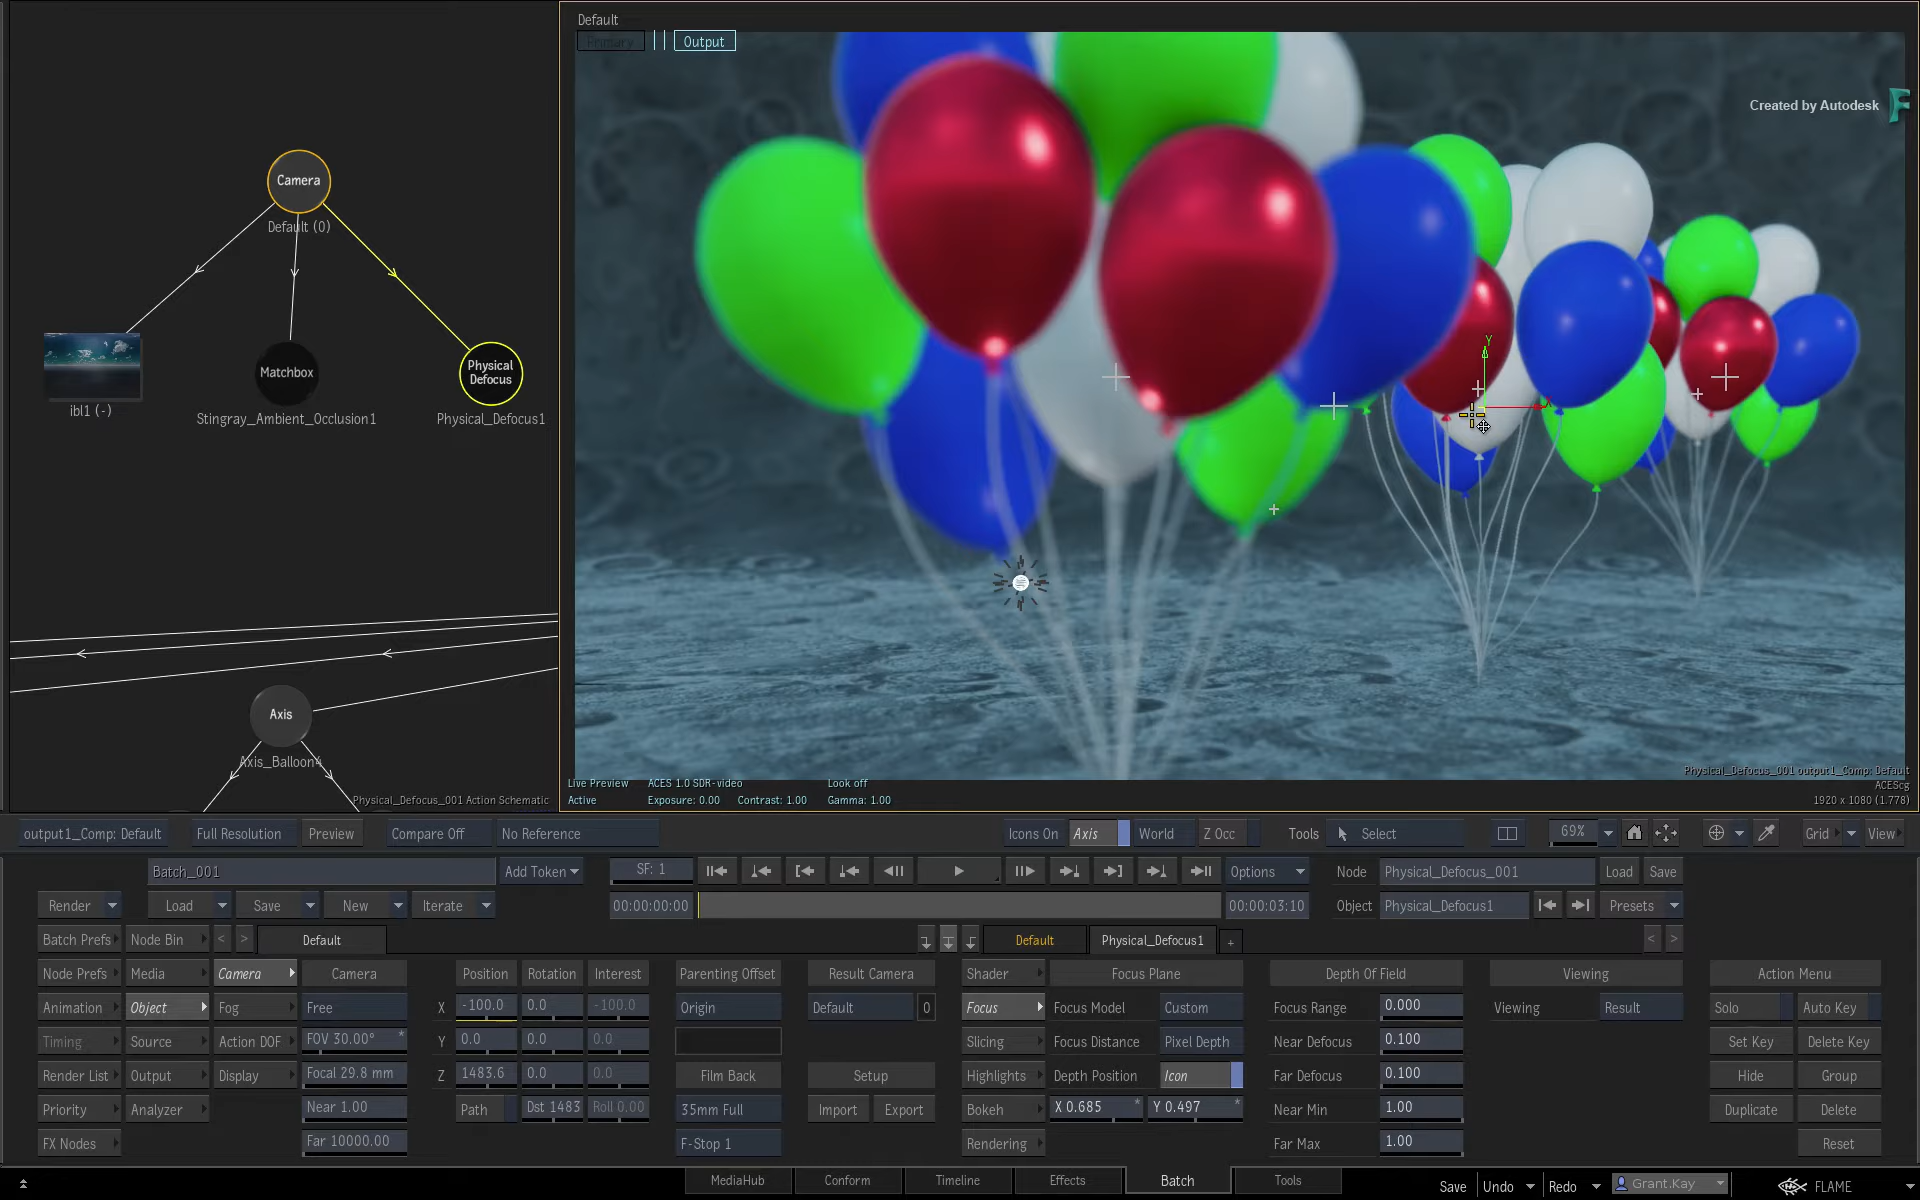 Default
Primary
Output
Created by Autodesk
Camera
Default (0)
ibl1 (-)
Matchbox
Stingray_Ambient_Occlusion1
Physical
Defocus
Physical_Defocus1
Y
X
Axis
Axis_Balloon4
Physical_Defocus_001 Action Schematic
Live Preview ACES 1.0 SDR-video Look off
Active Exposure: 0.00 Contrast: 1.00 Gamma: 1.00
Physical_Defocus_001 output1_Comp: Default
ACEScg
1920 x 1080 (1.778)
output1_Comp: Default Full Resolution Preview Compare Off No Reference Icons On Axis World Z Occ Tools Select 69% Grid View
Batch_001 Add Token SF: 1 Options Node Physical_Defocus_001 Load Save
Render Load Save New Iterate 00:00:00:00 00:00:03:10 Object Physical_Defocus1 Presets
Batch Prefs Node Bin < > Default Default Physical_Defocus1 + < >
Node Prefs Media Camera Camera Position Rotation Interest Parenting Offset Result Camera Shader Focus Plane Depth Of Field Viewing Action Menu
Animation Object Fog Free X -100.0 0.0 -100.0 Origin Default 0 Focus Focus Model Custom Focus Range 0.000 Viewing Result Solo Auto Key
Timing Source Action DOF FOV 30.00° * Y 0.0 0.0 0.0 Slicing Focus Distance Pixel Depth Near Defocus 0.100 Set Key Delete Key
Render List Output Display Focal 29.8 mm Z 1483.6 0.0 0.0 Film Back Setup Highlights Depth Position Icon Far Defocus 0.100 Hide Group
Priority Analyzer Near 1.00 Path Dst 1483 Roll 0.00 35mm Full Import Export Bokeh X 0.685 * Y 0.497 * Near Min 1.00 Duplicate Delete
FX Nodes Far 10000.00 F-Stop 1 Rendering Far Max 1.00 Reset
MediaHub Conform Timeline Effects Batch Tools Save Undo Redo Grant.Kay FLAME